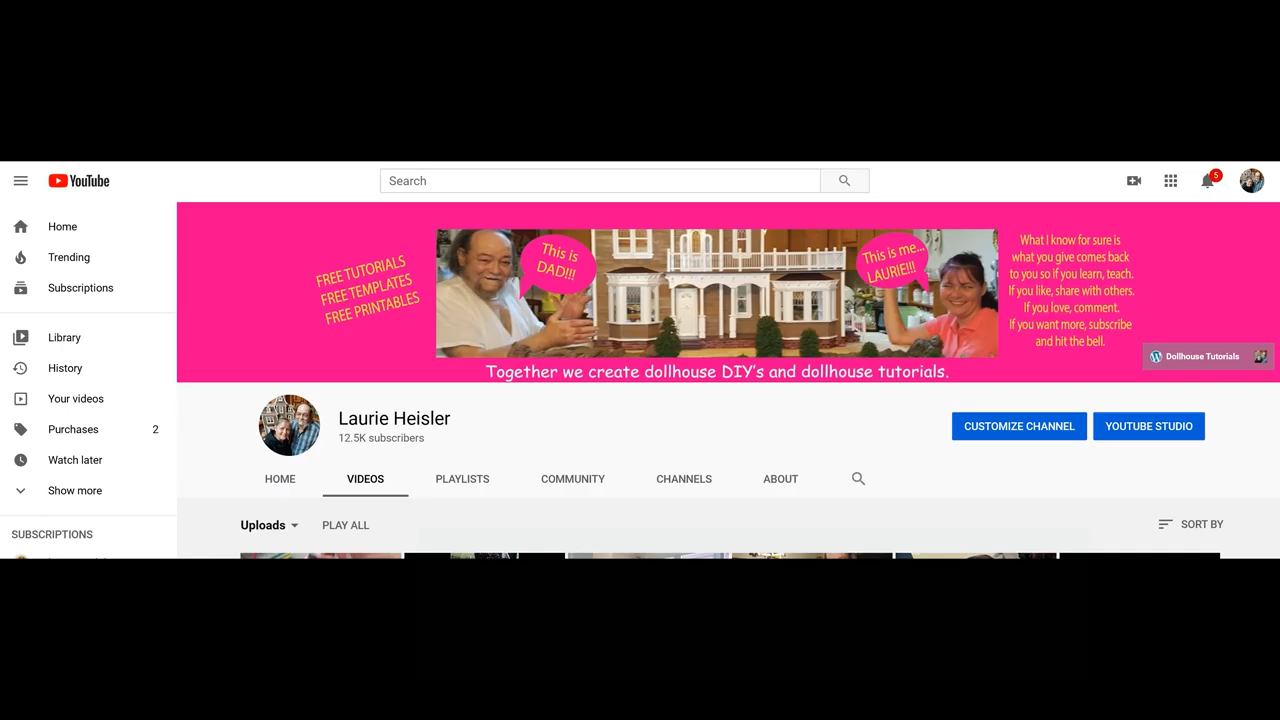 YouTube
Search
5
Home
Trending
Subscriptions
Library
History
Your videos
Purchases 2
Watch later
Show more
SUBSCRIPTIONS
FREE TUTORIALS
FREE TEMPLATES
FREE PRINTABLES
This is
DAD!!!
This is me...
LAURIE!!!
What I know for sure is
what you give comes back
to you so if you learn, teach.
If you like, share with others.
If you love, comment.
If you want more, subscribe
and hit the bell.
Together we create dollhouse DIY's and dollhouse tutorials.
Dollhouse Tutorials
Laurie Heisler
12.5K subscribers
CUSTOMIZE CHANNEL
YOUTUBE STUDIO
HOME VIDEOS PLAYLISTS COMMUNITY CHANNELS ABOUT
Uploads PLAY ALL SORT BY